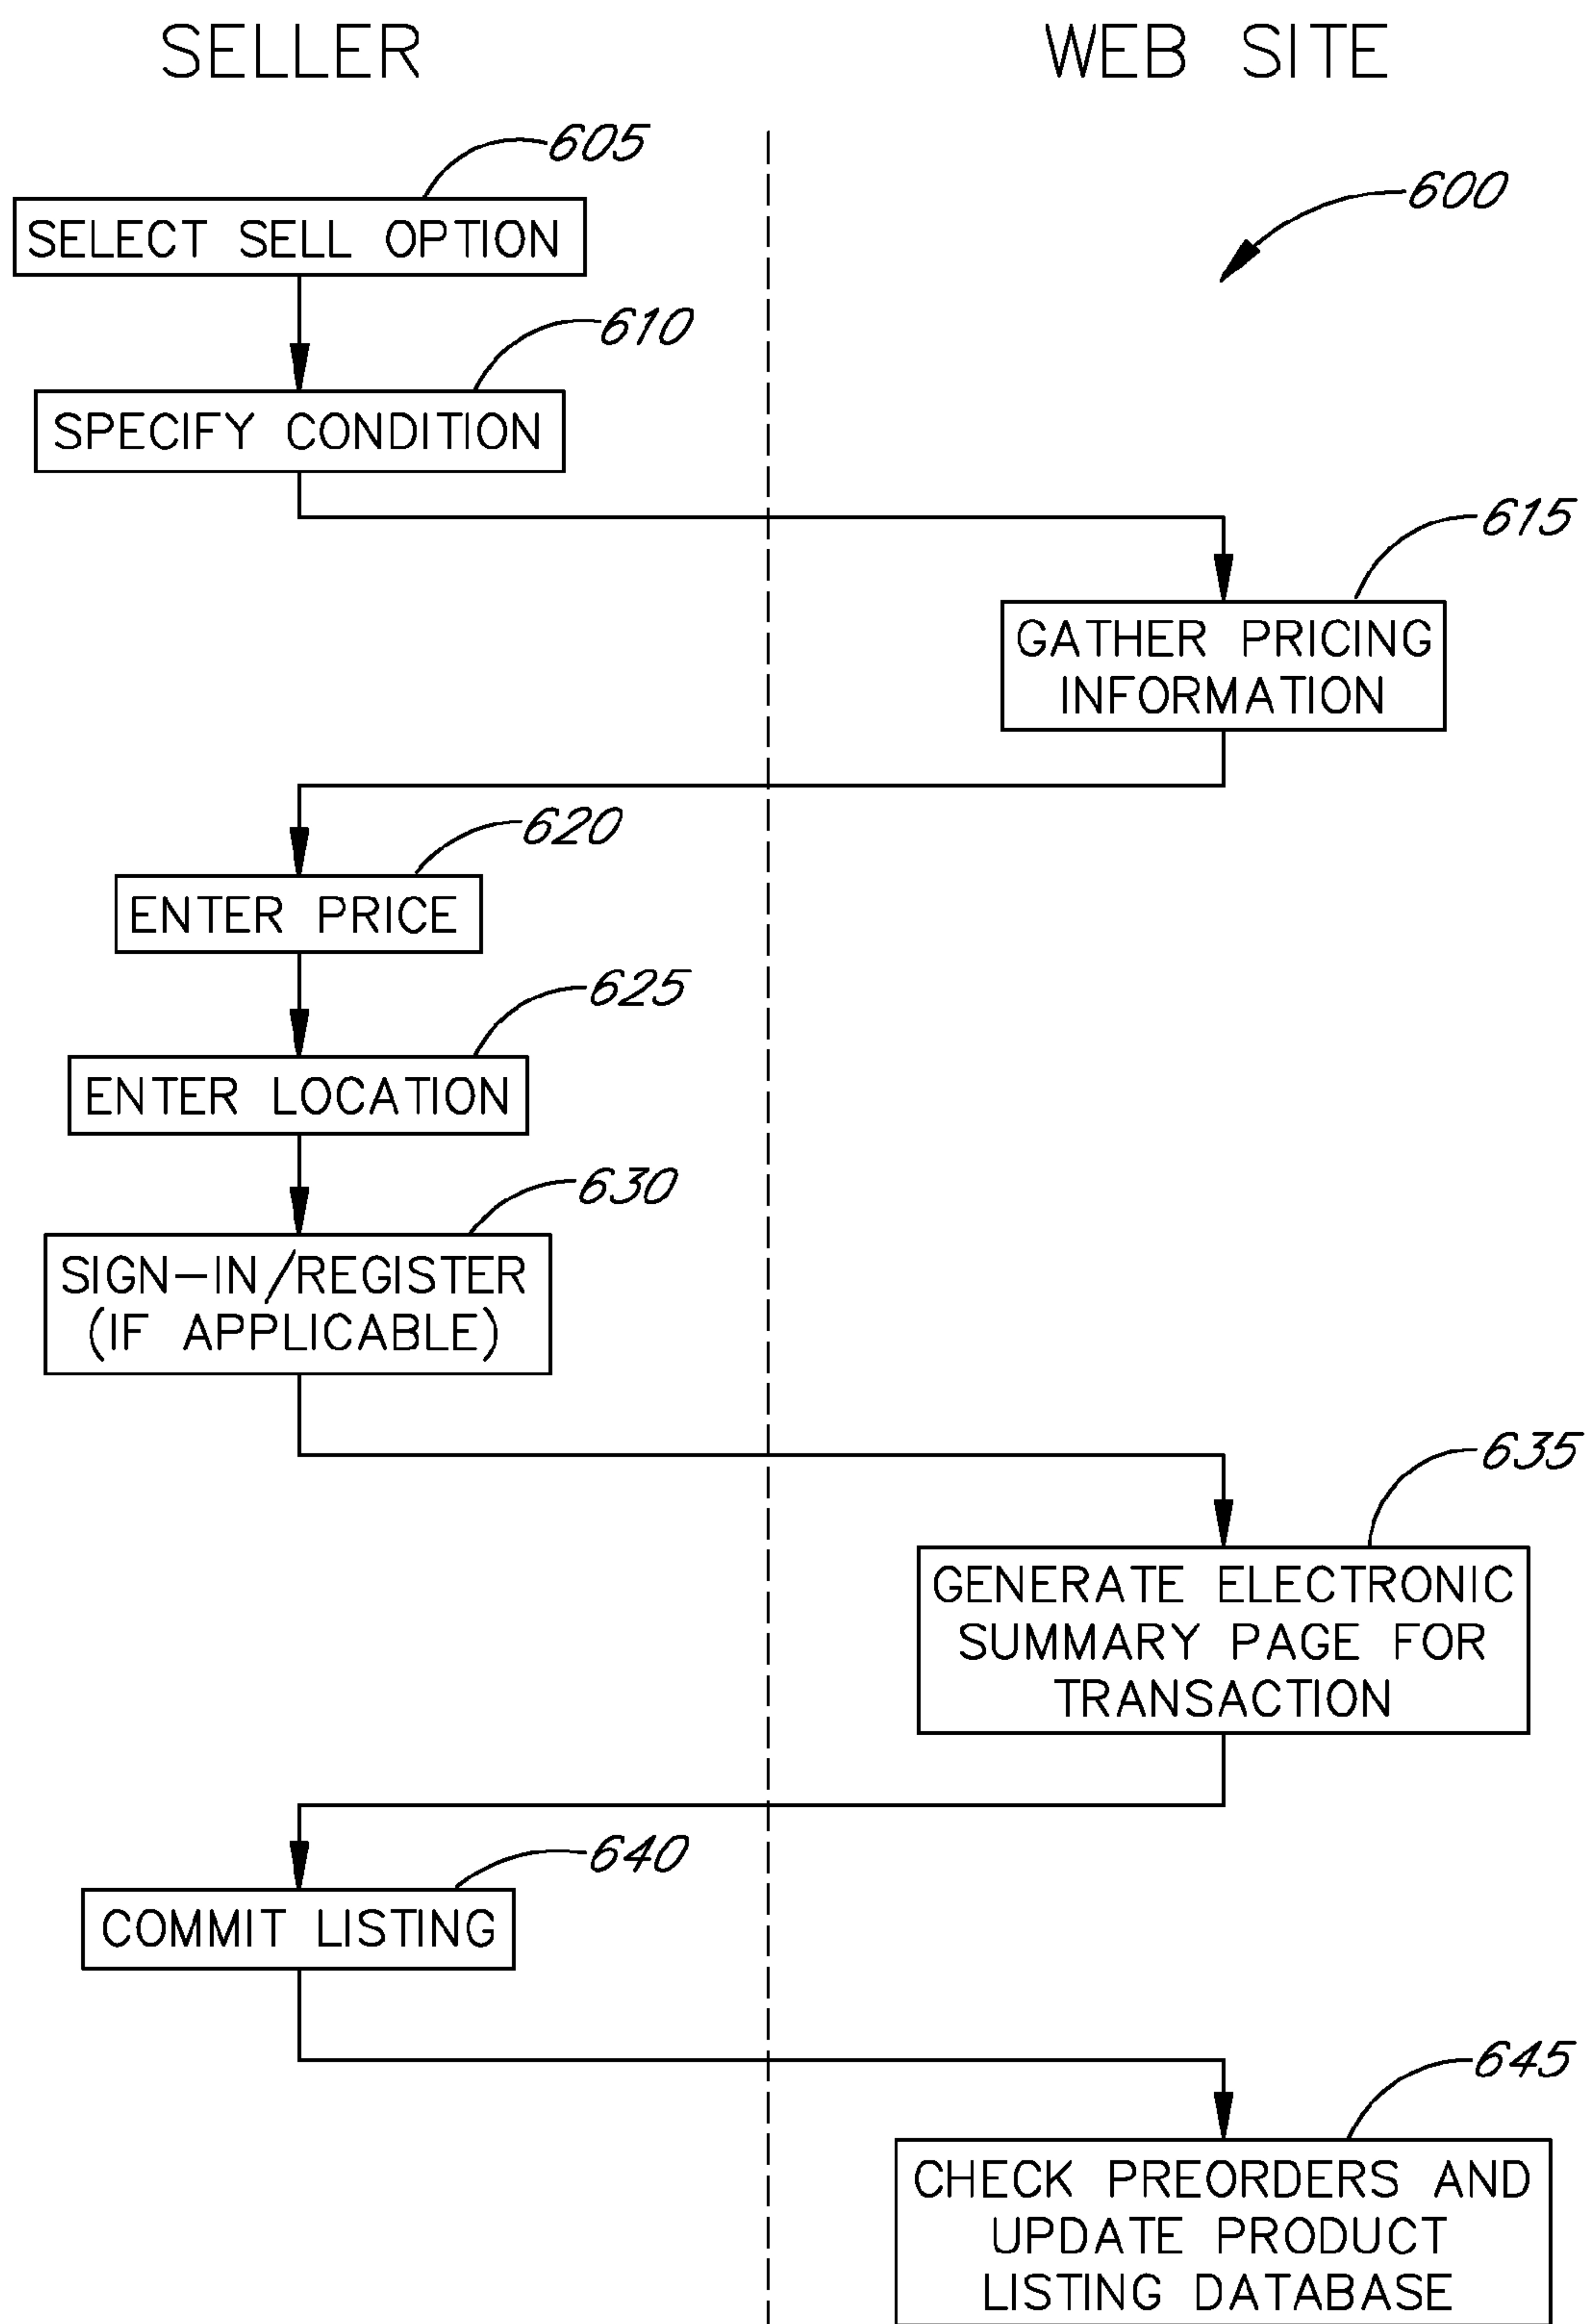 SELLER
WEB SITE
605
600
SELECT SELL OPTION
610
SPECIFY CONDITION
615
GATHER PRICING
INFORMATION
620
ENTER PRICE
625
ENTER LOCATION
630
SIGN-IN/REGISTER
(IF APPLICABLE)
635
GENERATE ELECTRONIC
SUMMARY PAGE FOR
TRANSACTION
640
COMMIT LISTING
645
CHECK PREORDERS AND
UPDATE PRODUCT
LISTING DATABASE